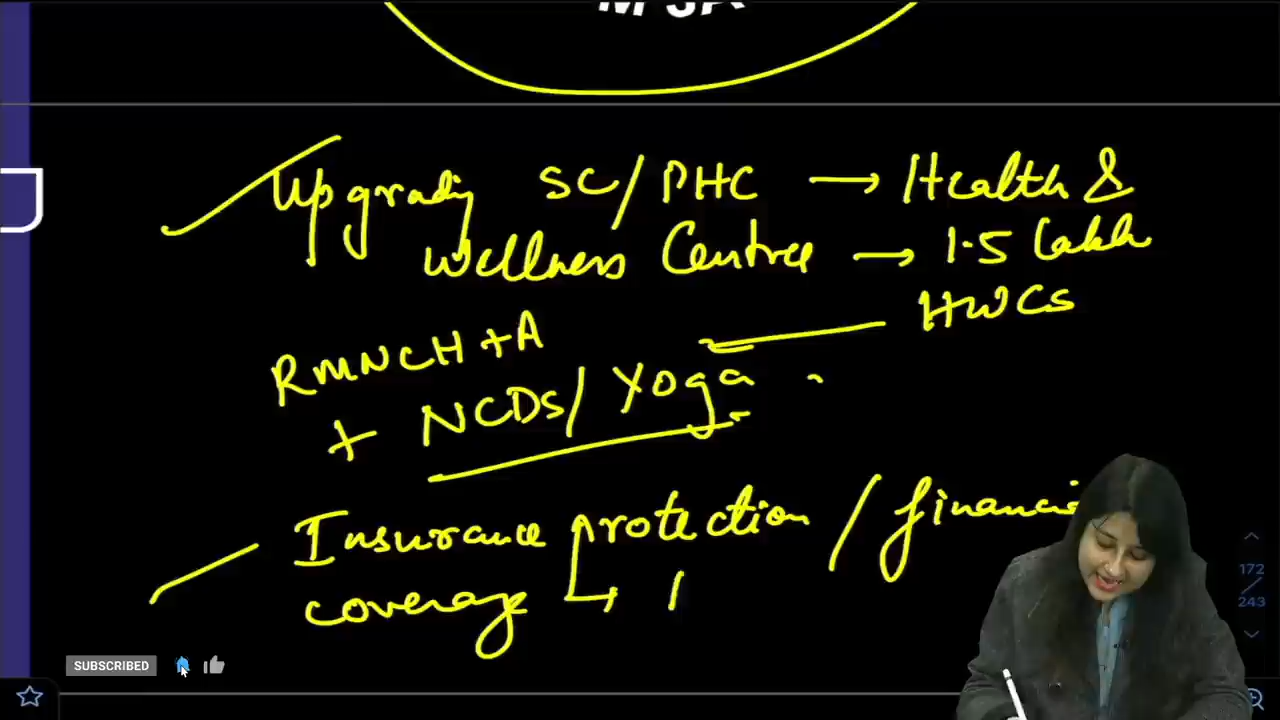 Upgrading SC/PHC → Health &
Wellness Centre → 1.5 lakh
HWCs
RMNCH+A
+ NCDs/Yoga
Insurance protection / financi
coverage ↳
SUBSCRIBED
172
243